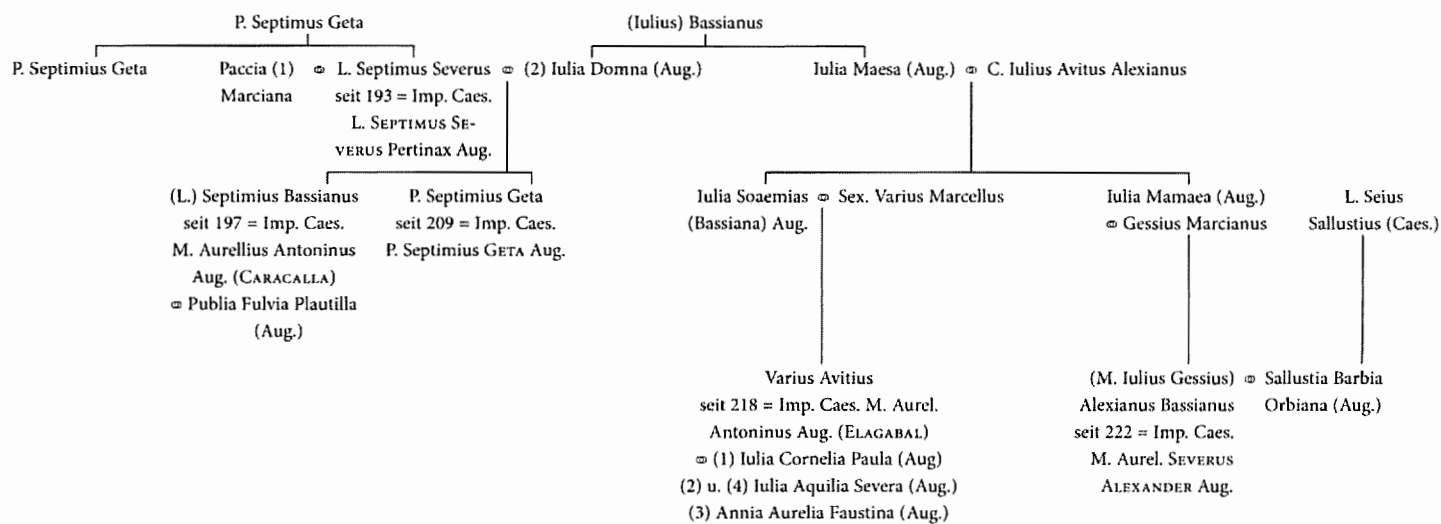 P. Septimus Geta
(Iulius) Bassianus
P. Septimius Geta
Paccia (1) ⚭ L. Septimus Severus ⚭ (2) Iulia Domna (Aug.)
Marciana
seit 193 = Imp. Caes.
L. SEPTIMUS SE-
VERUS Pertinax Aug.
Iulia Maesa (Aug.) ⚭ C. Iulius Avitus Alexianus
(L.) Septimius Bassianus
seit 197 = Imp. Caes.
M. Aurellius Antoninus
Aug. (CARACALLA)
⚭ Publia Fulvia Plautilla
(Aug.)
P. Septimius Geta
seit 209 = Imp. Caes.
P. Septimius GETA Aug.
Iulia Soaemias ⚭ Sex. Varius Marcellus
(Bassiana) Aug.
Iulia Mamaea (Aug.)
⚭ Gessius Marcianus
L. Seius
Sallustius (Caes.)
Varius Avitius
seit 218 = Imp. Caes. M. Aurel.
Antoninus Aug. (ELAGABAL)
⚭ (1) Iulia Cornelia Paula (Aug)
(2) u. (4) Iulia Aquilia Severa (Aug.)
(3) Annia Aurelia Faustina (Aug.)
(M. Iulius Gessius) ⚭ Sallustia Barbia
Alexianus Bassianus
Orbiana (Aug.)
seit 222 = Imp. Caes.
M. Aurel. SEVERUS
ALEXANDER Aug.